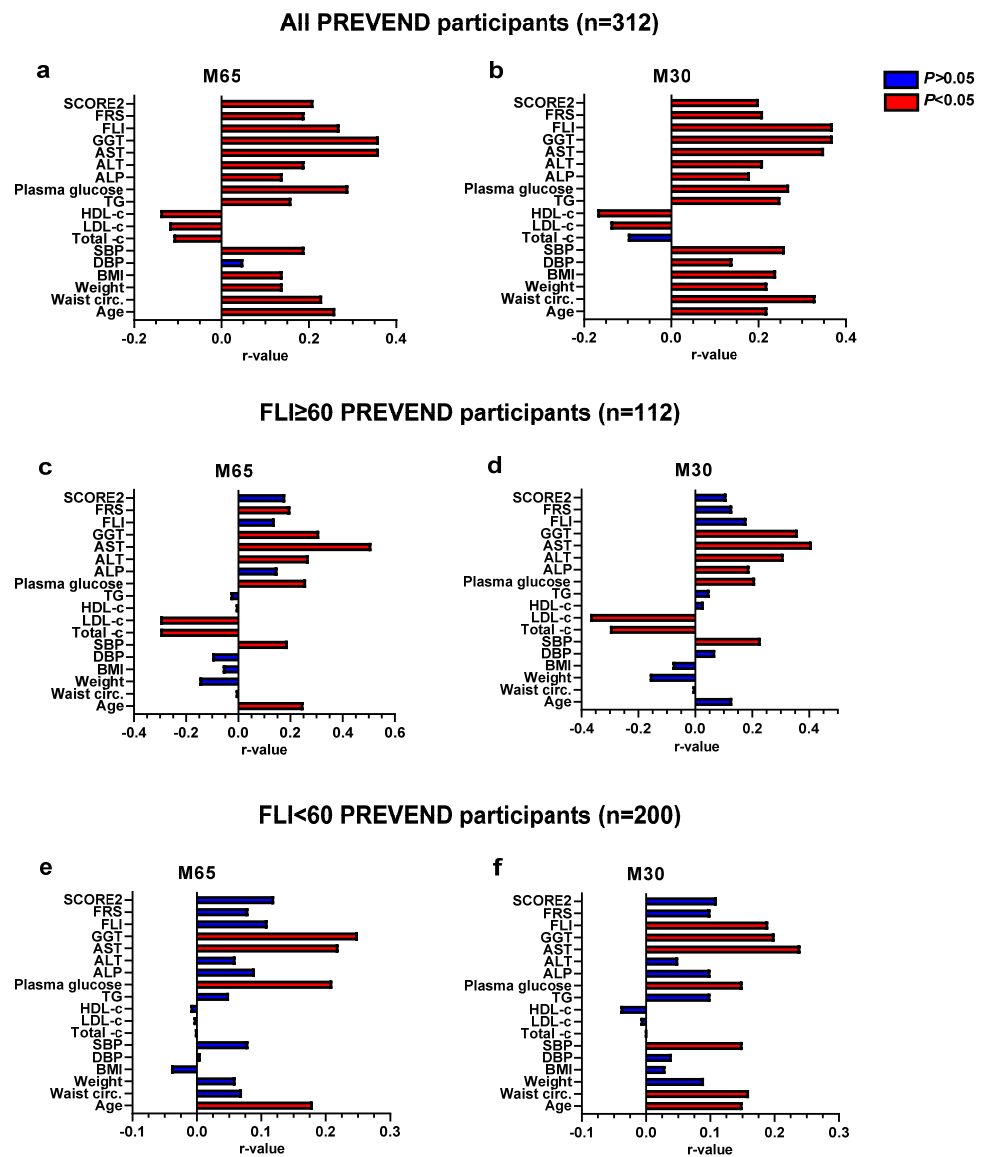 All PREVEND participants (n=312)
a
M65
SCORE2
FRS
FLI
GGT
AST
ALT
ALP
Plasma glucose
TG
HDL-c
LDL-c
Total -c
SBP
DBP
BMI
Weight
Waist circ.
Age
-0.2 0.0 0.2 0.4
r-value
b
M30
SCORE2
FRS
FLI
GGT
AST
ALT
ALP
Plasma glucose
TG
HDL-c
LDL-c
Total -c
SBP
DBP
BMI
Weight
Waist circ.
Age
-0.2 0.0 0.2 0.4
r-value
P>0.05
P<0.05
FLI≥60 PREVEND participants (n=112)
c
M65
SCORE2
FRS
FLI
GGT
AST
ALT
ALP
Plasma glucose
TG
HDL-c
LDL-c
Total -c
SBP
DBP
BMI
Weight
Waist circ.
Age
-0.4 -0.2 0.0 0.2 0.4 0.6
r-value
d
M30
SCORE2
FRS
FLI
GGT
AST
ALT
ALP
Plasma glucose
TG
HDL-c
LDL-c
Total -c
SBP
DBP
BMI
Weight
Waist circ.
Age
-0.4 -0.2 0.0 0.2 0.4
r-value
FLI<60 PREVEND participants (n=200)
e
M65
SCORE2
FRS
FLI
GGT
AST
ALT
ALP
Plasma glucose
TG
HDL-c
LDL-c
Total -c
SBP
DBP
BMI
Weight
Waist circ.
Age
-0.1 0.0 0.1 0.2 0.3
r-value
f
M30
SCORE2
FRS
FLI
GGT
AST
ALT
ALP
Plasma glucose
TG
HDL-c
LDL-c
Total -c
SBP
DBP
BMI
Weight
Waist circ.
Age
-0.1 0.0 0.1 0.2 0.3
r-value